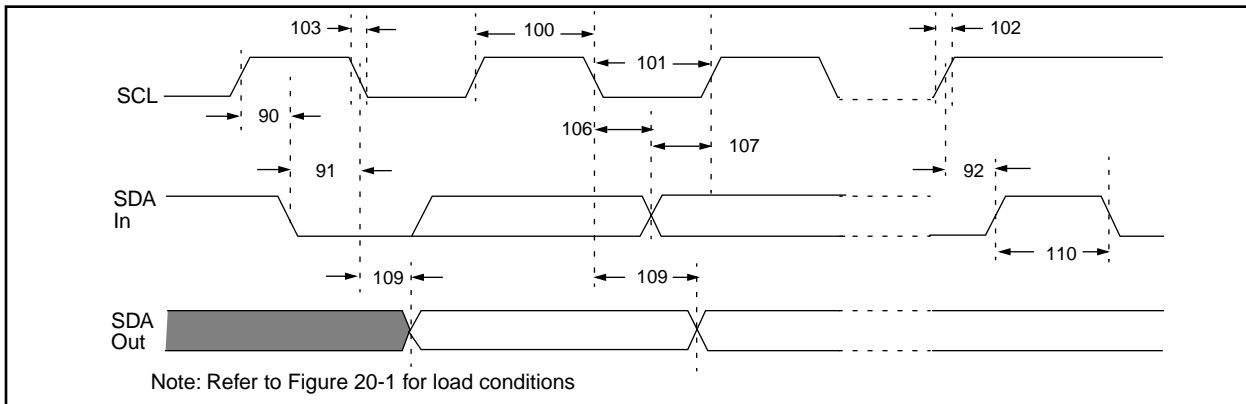 103
100
102
101
SCL
90
106
107
91
92
SDA
In
110
109
109
SDA
Out
Note: Refer to Figure 20-1 for load conditions